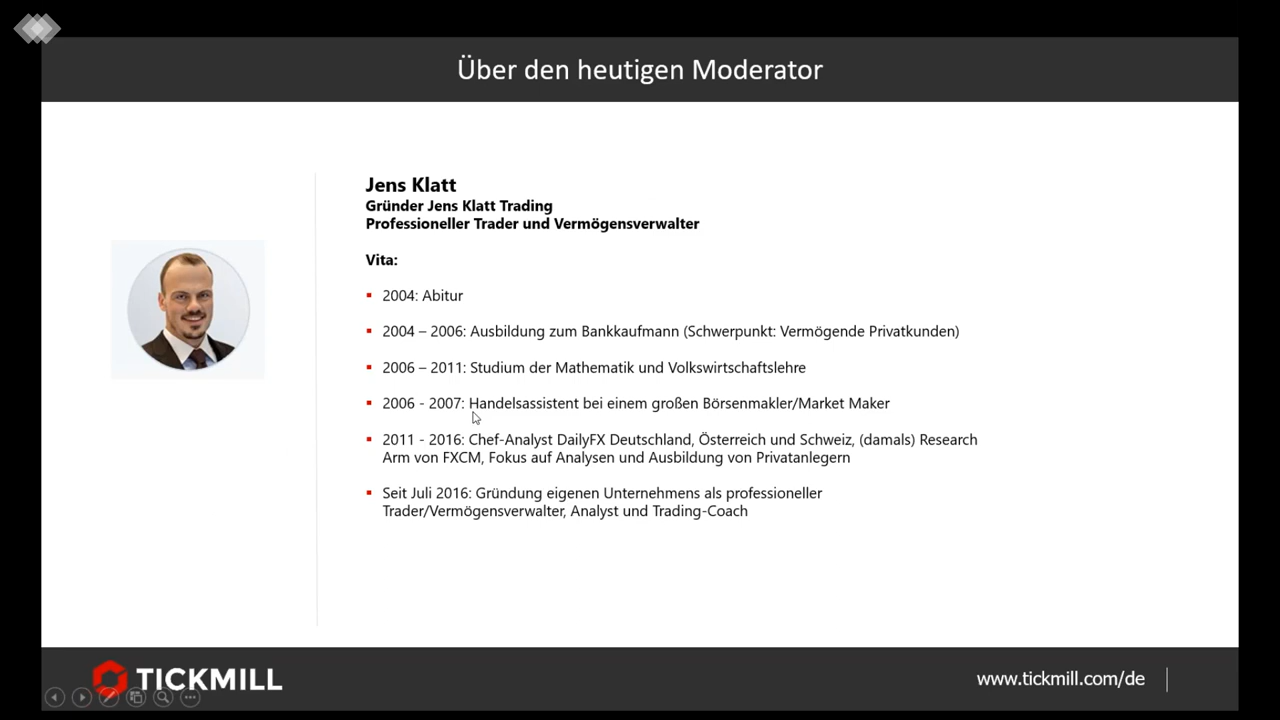 Über den heutigen Moderator
Jens Klatt
Gründer Jens Klatt Trading
Professioneller Trader und Vermögensverwalter
Vita:
2004: Abitur
2004 – 2006: Ausbildung zum Bankkaufmann (Schwerpunkt: Vermögende Privatkunden)
2006 – 2011: Studium der Mathematik und Volkswirtschaftslehre
2006 - 2007: Handelsassistent bei einem großen Börsenmakler/Market Maker
2011 - 2016: Chef-Analyst DailyFX Deutschland, Österreich und Schweiz, (damals) Research
Arm von FXCM, Fokus auf Analysen und Ausbildung von Privatanlegern
Seit Juli 2016: Gründung eigenen Unternehmens als professioneller
Trader/Vermögensverwalter, Analyst und Trading-Coach
TICKMILL
www.tickmill.com/de